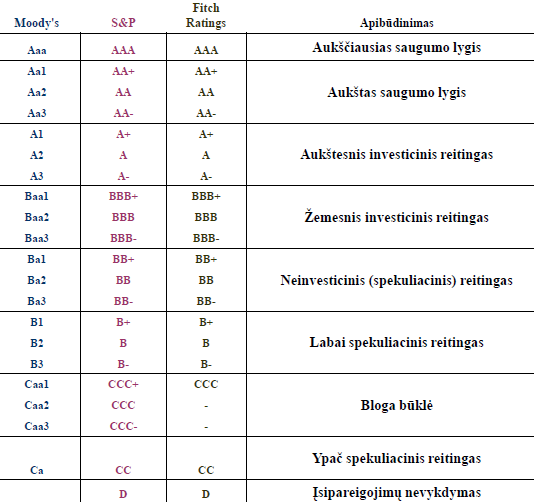 Fitch
Moody's S&P Ratings Apibūdinimas
Aaa AAA AAA Aukščiausias saugumo lygis
Aa1 AA+ AA+
Aa2 AA AA Aukštas saugumo lygis
Aa3 AA- AA-
A1 A+ A+
A2 A A Aukštesnis investicinis reitingas
A3 A- A-
Baa1 BBB+ BBB+
Baa2 BBB BBB Žemesnis investicinis reitingas
Baa3 BBB- BBB-
Ba1 BB+ BB+
Ba2 BB BB Neinvesticinis (spekuliacinis) reitingas
Ba3 BB- BB-
B1 B+ B+
B2 B B Labai spekuliacinis reitingas
B3 B- B-
Caa1 CCC+ CCC
Caa2 CCC - Bloga būklė
Caa3 CCC- -
Ypač spekuliacinis reitingas
Ca CC CC
D D Įsipareigojimų nevykdymas